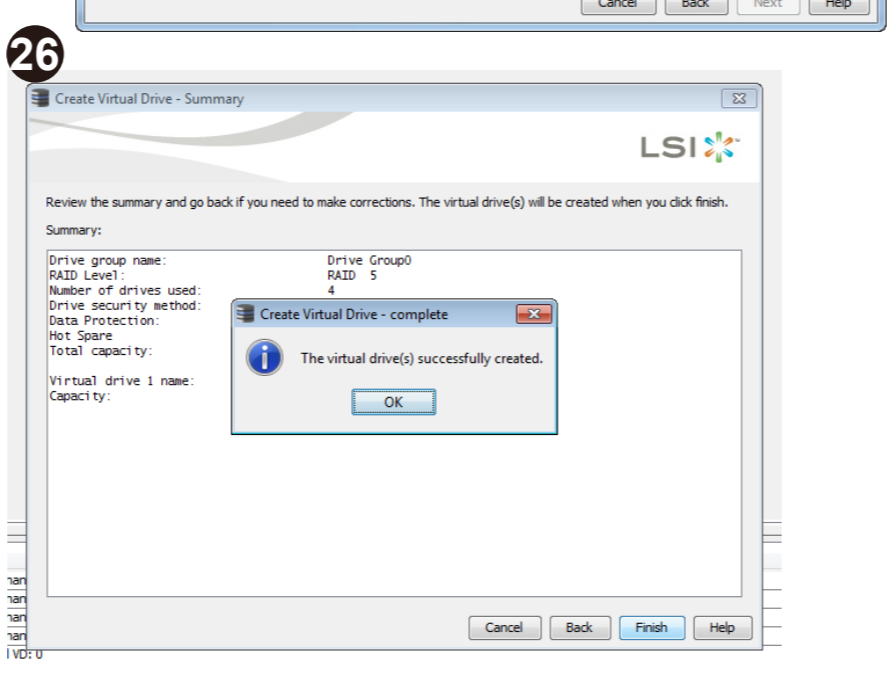 Cancel Back Next Help
26
Create Virtual Drive - Summary
LSI
Review the summary and go back if you need to make corrections. The virtual drive(s) will be created when you click finish.
Summary:
Drive group name: Drive Group0
RAID Level: RAID 5
Number of drives used: 4
Drive security method:
Data Protection:
Hot Spare
Total capacity:
Virtual drive 1 name:
Capacity:
Create Virtual Drive - complete
The virtual drive(s) successfully created.
OK
Cancel Back Finish Help
VD: 0